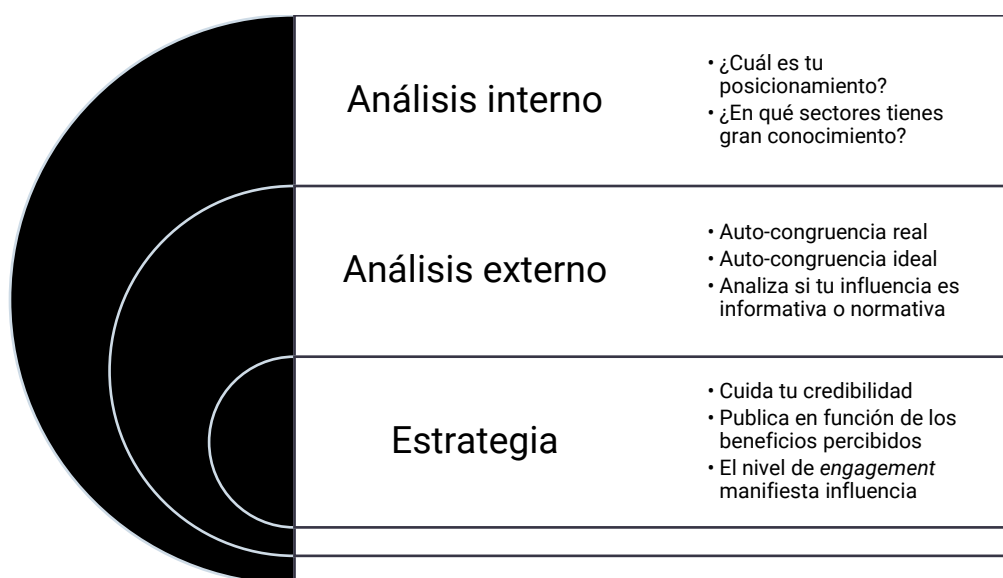 Análisis interno
• ¿Cuál es tu
posicionamiento?
• ¿En qué sectores tienes
gran conocimiento?
Análisis externo
• Auto-congruencia real
• Auto-congruencia ideal
• Analiza si tu influencia es
informativa o normativa
Estrategia
• Cuida tu credibilidad
• Publica en función de los
beneficios percibidos
• El nivel de engagement
manifiesta influencia